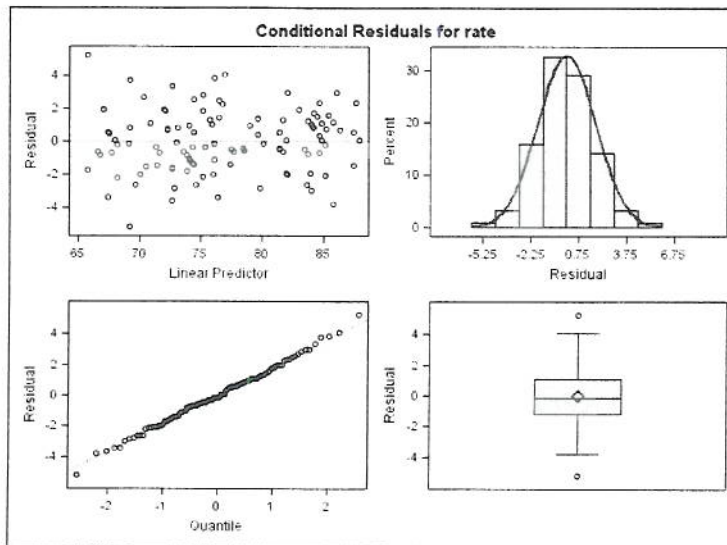 Conditional Residuals for rate
Residual
4
2
0
-2
-4
65 70 75 80 85
Linear Predictor
Percent
30
20
10
0
-5.25 -2.25 0.75 3.75 6.75
Residual
Residual
4
2
0
-2
-4
-2 -1 0 1 2
Quantile
Residual
4
2
0
-2
-4